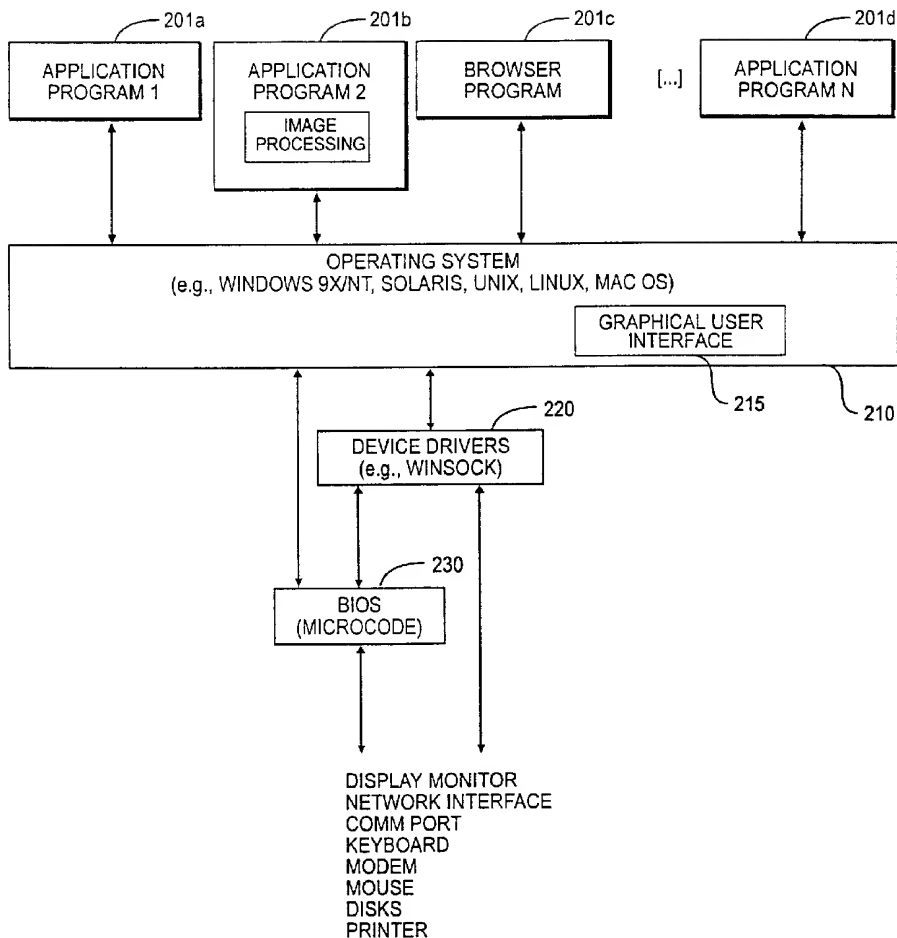 201a
201b
201c
201d
APPLICATION
PROGRAM 1
APPLICATION
PROGRAM 2
IMAGE
PROCESSING
BROWSER
PROGRAM
[...]
APPLICATION
PROGRAM N
OPERATING SYSTEM
(e.g., WINDOWS 9X/NT, SOLARIS, UNIX, LINUX, MAC OS)
GRAPHICAL USER
INTERFACE
215
210
220
DEVICE DRIVERS
(e.g., WINSOCK)
230
BIOS
(MICROCODE)
DISPLAY MONITOR
NETWORK INTERFACE
COMM PORT
KEYBOARD
MODEM
MOUSE
DISKS
PRINTER